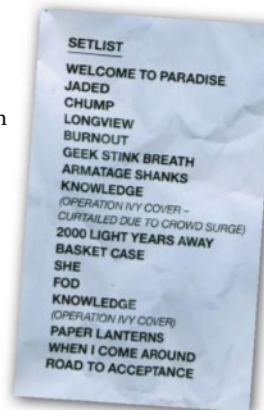 SETLIST
WELCOME TO PARADISE
JADED
CHUMP
LONGVIEW
BURNOUT
GEEK STINK BREATH
ARMATAGE SHANKS
KNOWLEDGE
(OPERATION IVY COVER –
CURTAILED DUE TO CROWD SURGE)
2000 LIGHT YEARS AWAY
BASKET CASE
SHE
FOD
KNOWLEDGE
(OPERATION IVY COVER)
PAPER LANTERNS
WHEN I COME AROUND
ROAD TO ACCEPTANCE